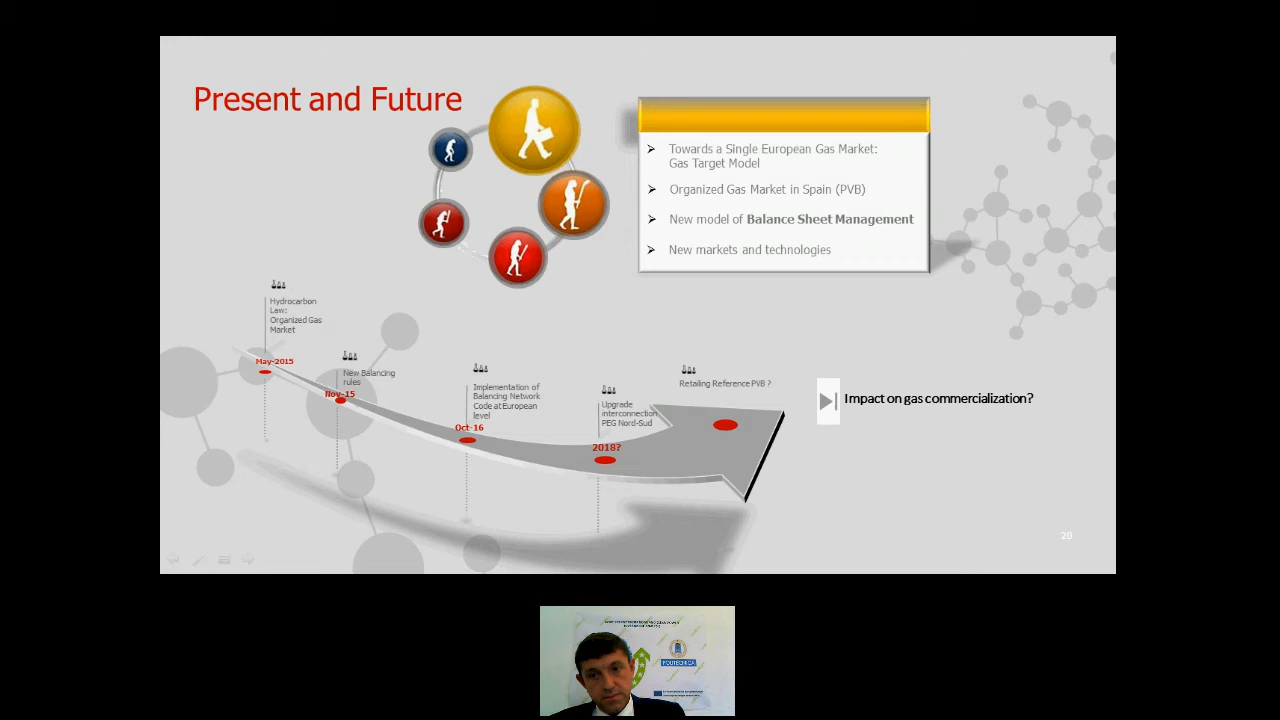 Present and Future
Towards a Single European Gas Market:
Gas Target Model
Organized Gas Market in Spain (PVB)
New model of Balance Sheet Management
New markets and technologies
Hydrocarbon
Law:
Organized Gas
Market
May-2015
New Balancing
rules
Nov-15
Implementation of
Balancing Network
Code at European
level
Oct-16
Upgrade
interconnection
PEG Nord-Sud
2018?
Retailing Reference PVB ?
Impact on gas commercialization?
20
POLITECNICA